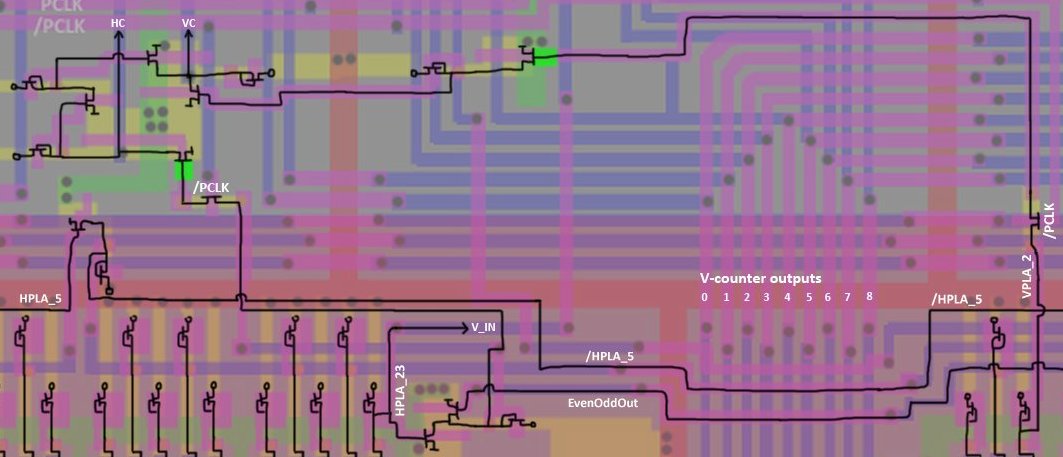 PCLK
/PCLK
HC
VC
/PCLK
/PCLK
VPLA_2
V-counter outputs
0 1 2 3 4 5 6 7 8
HPLA_5
/HPLA_5
V_IN
/HPLA_5
HPLA_23
EvenOddOut